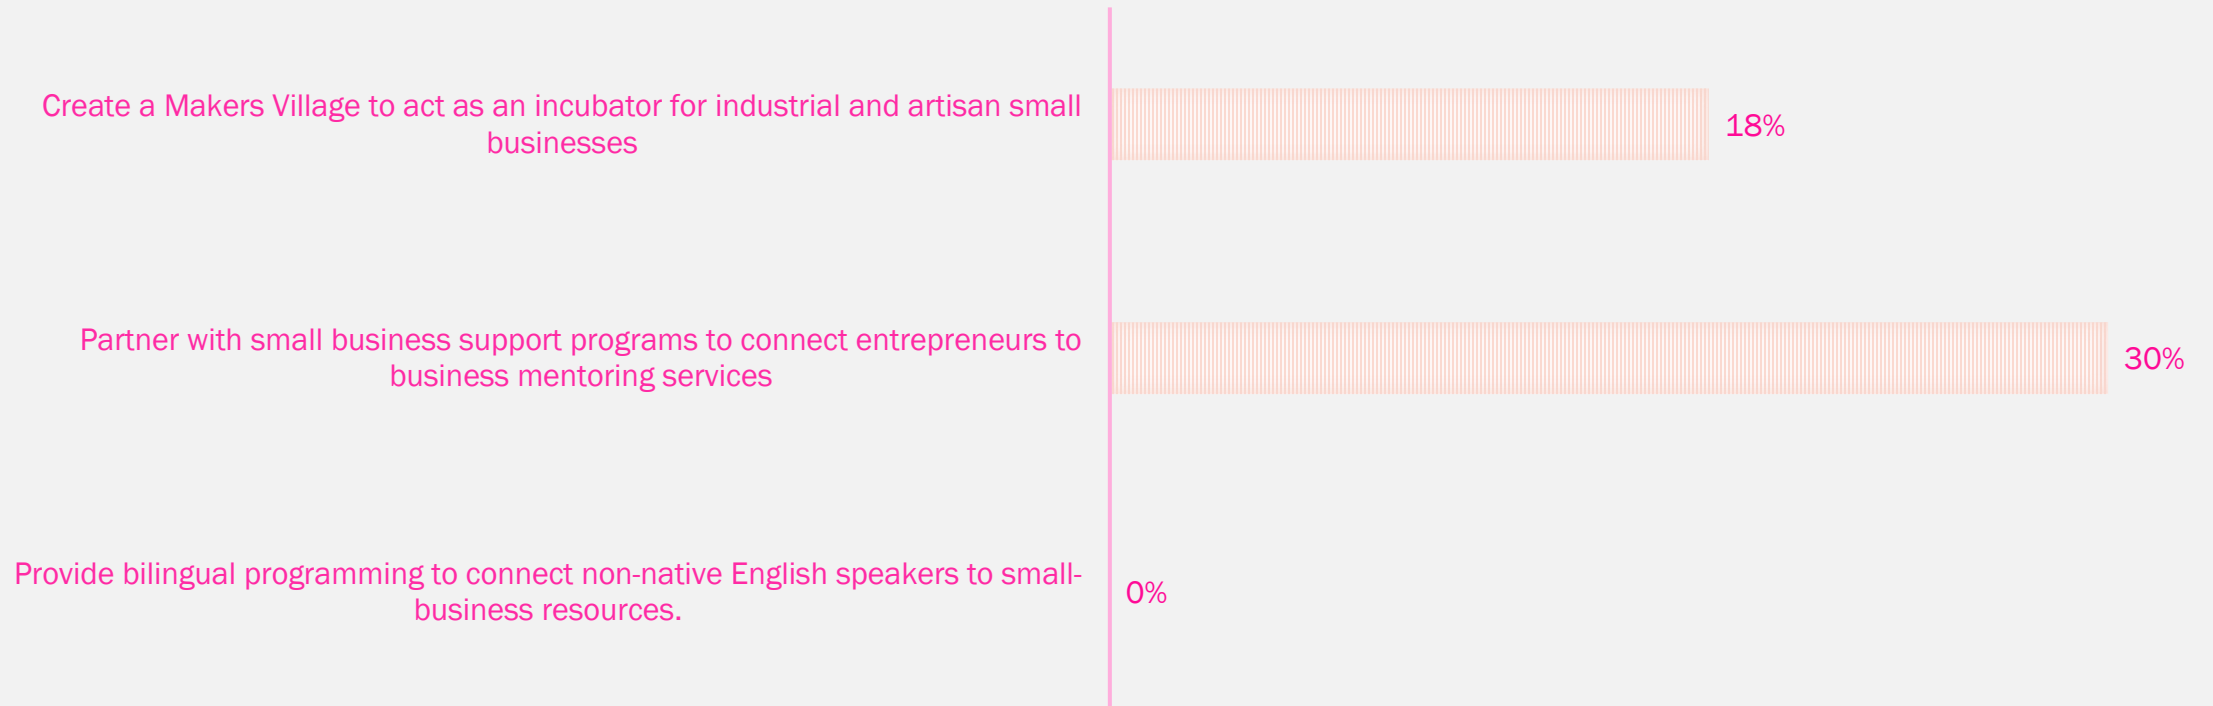 Create a Makers Village to act as an incubator for industrial and artisan small
businesses
18%
Partner with small business support programs to connect entrepreneurs to
business mentoring services
30%
Provide bilingual programming to connect non-native English speakers to small-
business resources.
0%